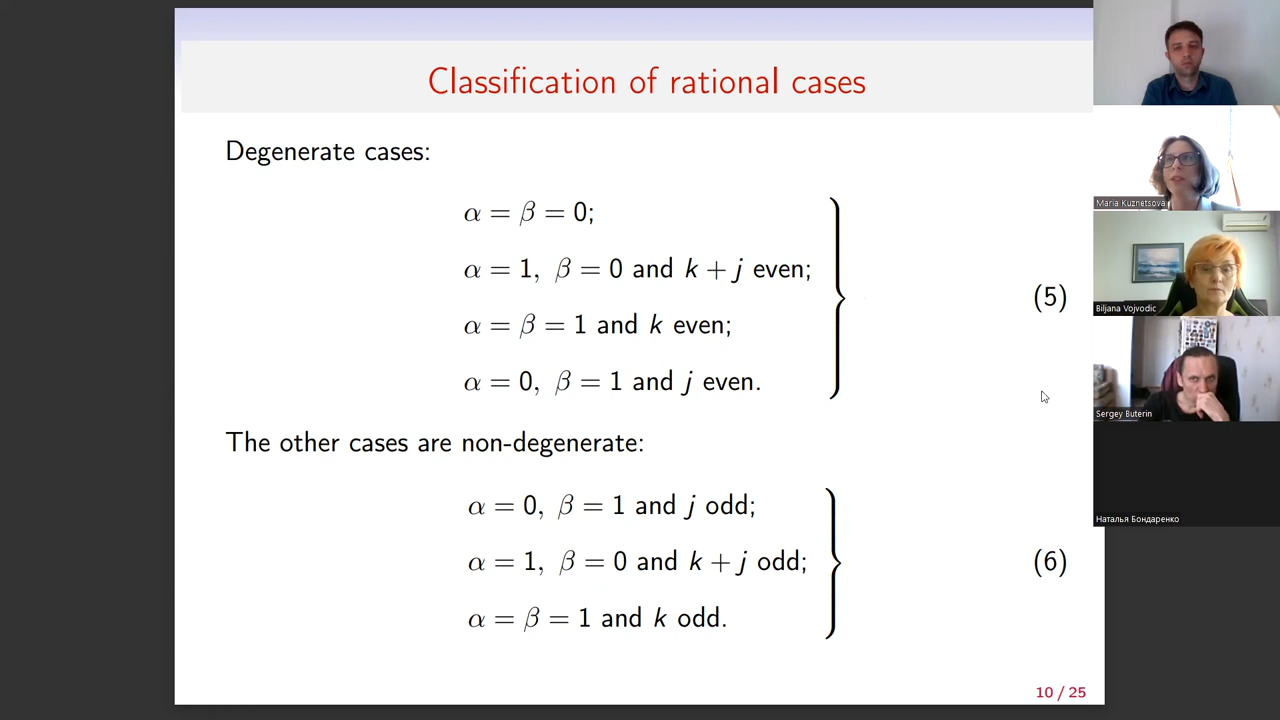 Classification of rational cases
Degenerate cases:
α = β = 0;
α = 1, β = 0 and k + j even;
α = β = 1 and k even;
α = 0, β = 1 and j even.
(5)
The other cases are non-degenerate:
α = 0, β = 1 and j odd;
α = 1, β = 0 and k + j odd;
α = β = 1 and k odd.
(6)
10 / 25
Maria Kuznetsova
Biljana Vojvodic
Sergey Buterin
Наталья Бондаренко